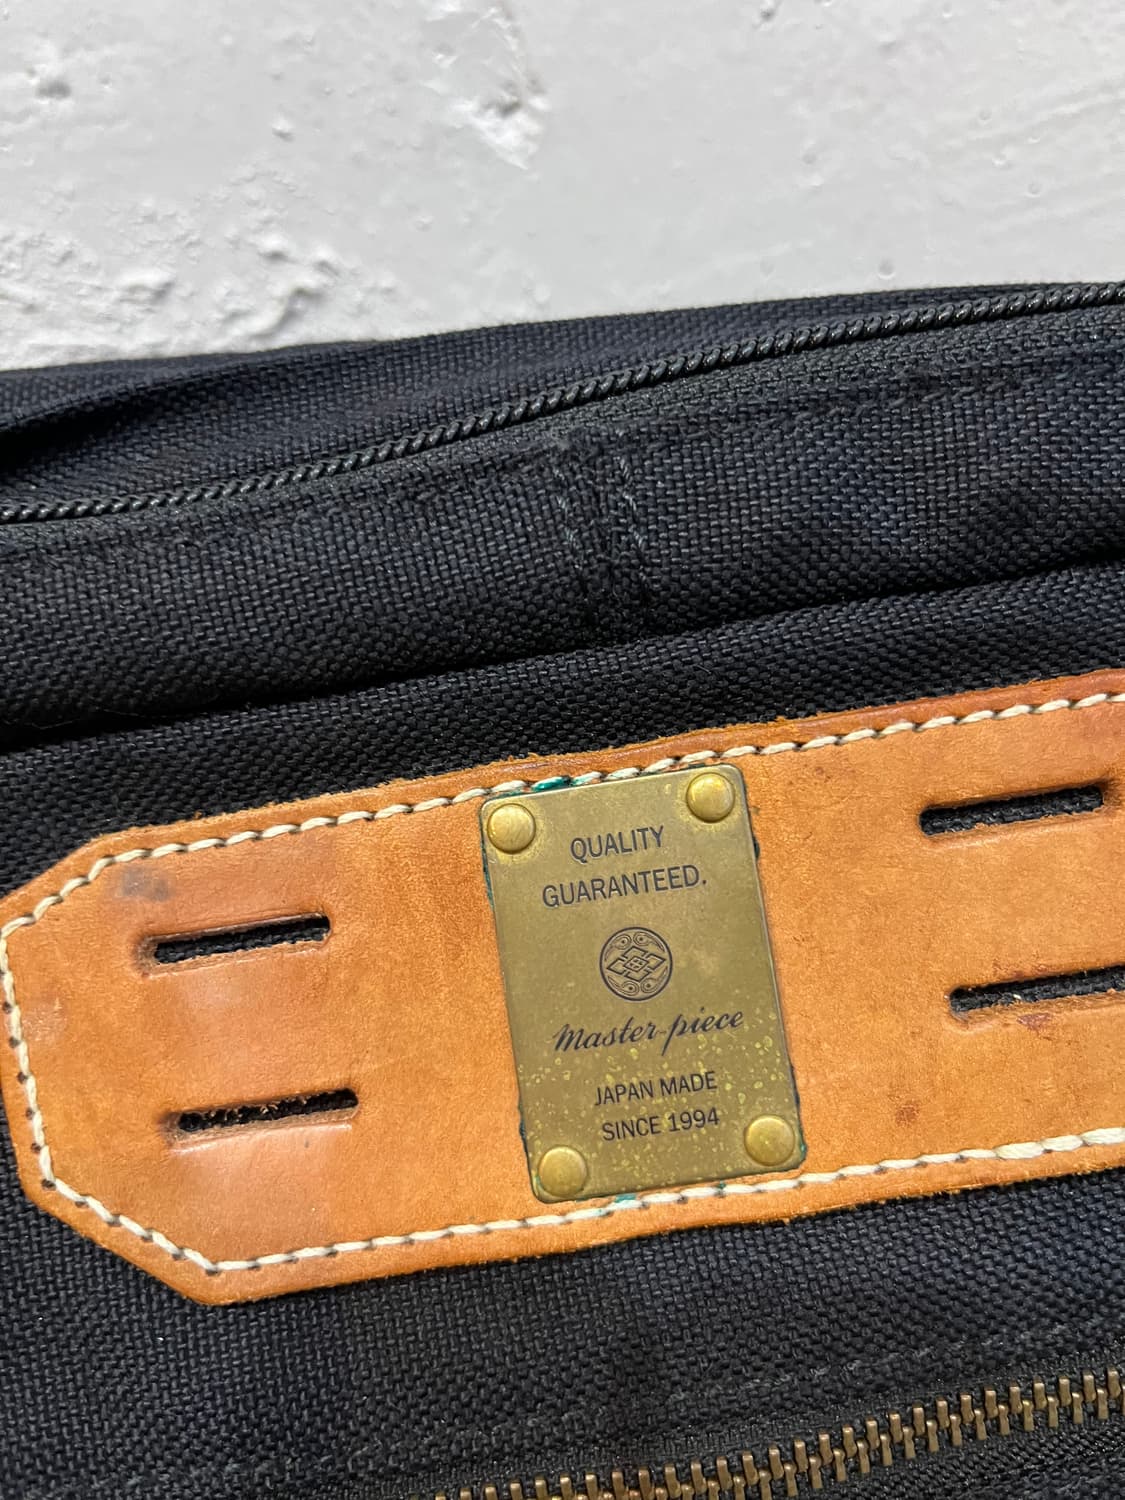 QUALITY
GUARANTEED.
Master-piece
JAPAN MADE
SINCE 1994